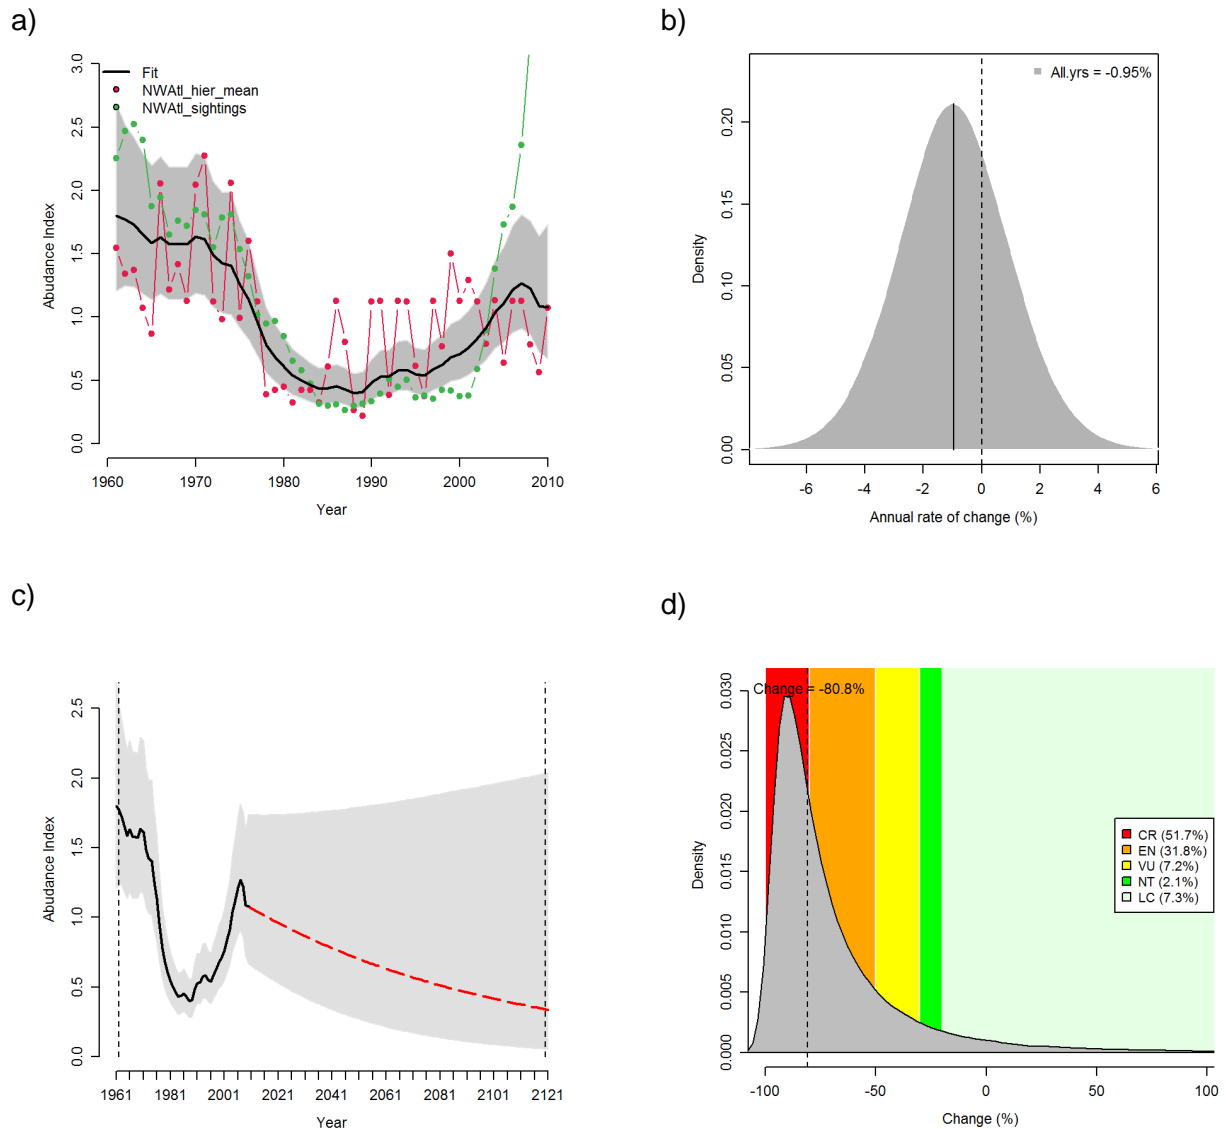 a)
3.0
2.5
2.0
1.5
1.0
0.5
0.0
Abudance Index
Fit
NWAtl_hier_mean
NWAtl_sightings
1960 1970 1980 1990 2000 2010
Year
b)
0.20
0.15
0.10
0.05
0.00
Density
All.yrs = -0.95%
-6 -4 -2 0 2 4 6
Annual rate of change (%)
c)
2.5
2.0
1.5
1.0
0.5
0.0
Abudance Index
1961 1981 2001 2021 2041 2061 2081 2101 2121
Year
d)
0.030
0.025
0.020
0.015
0.010
0.005
0.000
Density
Change = -80.8%
CR (51.7%)
EN (31.8%)
VU (7.2%)
NT (2.1%)
LC (7.3%)
-100 -50 0 50 100
Change (%)